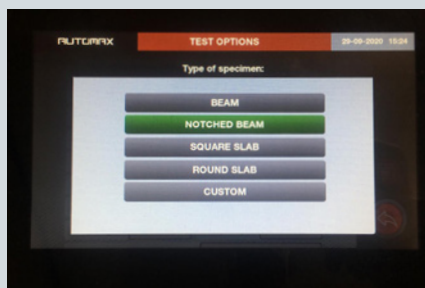 AUTOMAX TEST OPTIONS 29-09-2020 15:24
Type of specimen:
BEAM
NOTCHED BEAM
SQUARE SLAB
ROUND SLAB
CUSTOM